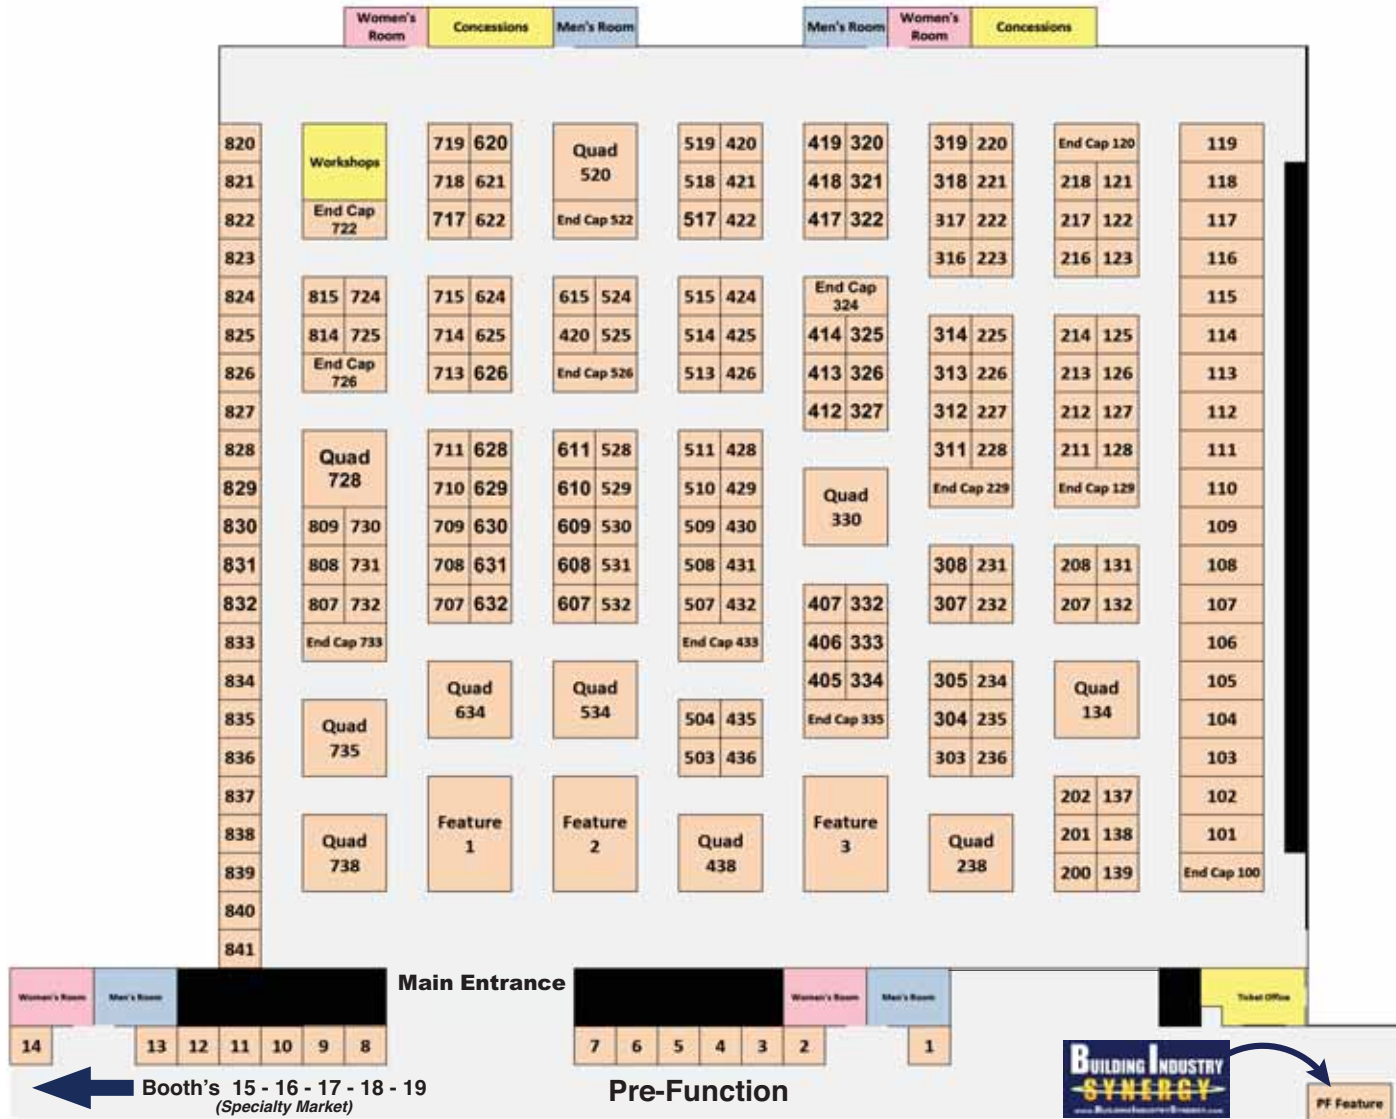 Women's Room Concessions Men's Room Men's Room Women's Room Concessions
820 Workshops 719 620 Quad 520 519 420 419 320 319 220 End Cap 120 119
821 718 621 518 421 418 321 318 221 218 121 118
822 End Cap 722 717 622 End Cap 522 517 422 417 322 317 222 217 122 117
823 316 223 216 123 116
824 815 724 715 624 615 524 515 424 End Cap 324 115
825 814 725 714 625 420 525 514 425 414 325 314 225 214 125 114
826 End Cap 726 713 626 End Cap 526 513 426 413 326 313 226 213 126 113
827 412 327 312 227 212 127 112
828 Quad 728 711 628 611 528 511 428 311 228 211 128 111
829 710 629 610 529 510 429 Quad 330 End Cap 229 End Cap 129 110
830 809 730 709 630 609 530 509 430 109
831 808 731 708 631 608 531 508 431 308 231 208 131 108
832 807 732 707 632 607 532 507 432 407 332 307 232 207 132 107
833 End Cap 733 End Cap 433 406 333 106
834 Quad 634 Quad 534 405 334 305 234 Quad 134 105
835 Quad 735 504 435 End Cap 335 304 235 104
836 503 436 303 236 103
837 Feature 1 Feature 2 Feature 3 202 137 102
838 Quad 738 Quad 438 Quad 238 201 138 101
839 200 139 End Cap 100
840
841
Women's Room Men's Room Main Entrance Women's Room Men's Room Ticket Office
14 13 12 11 10 9 8 7 6 5 4 3 2 1
Booth's 15 - 16 - 17 - 18 - 19
(Specialty Market)
Pre-Function
BUILDING INDUSTRY
SYNERGY
www.BuildingIndustrySynergy.com
PF Feature